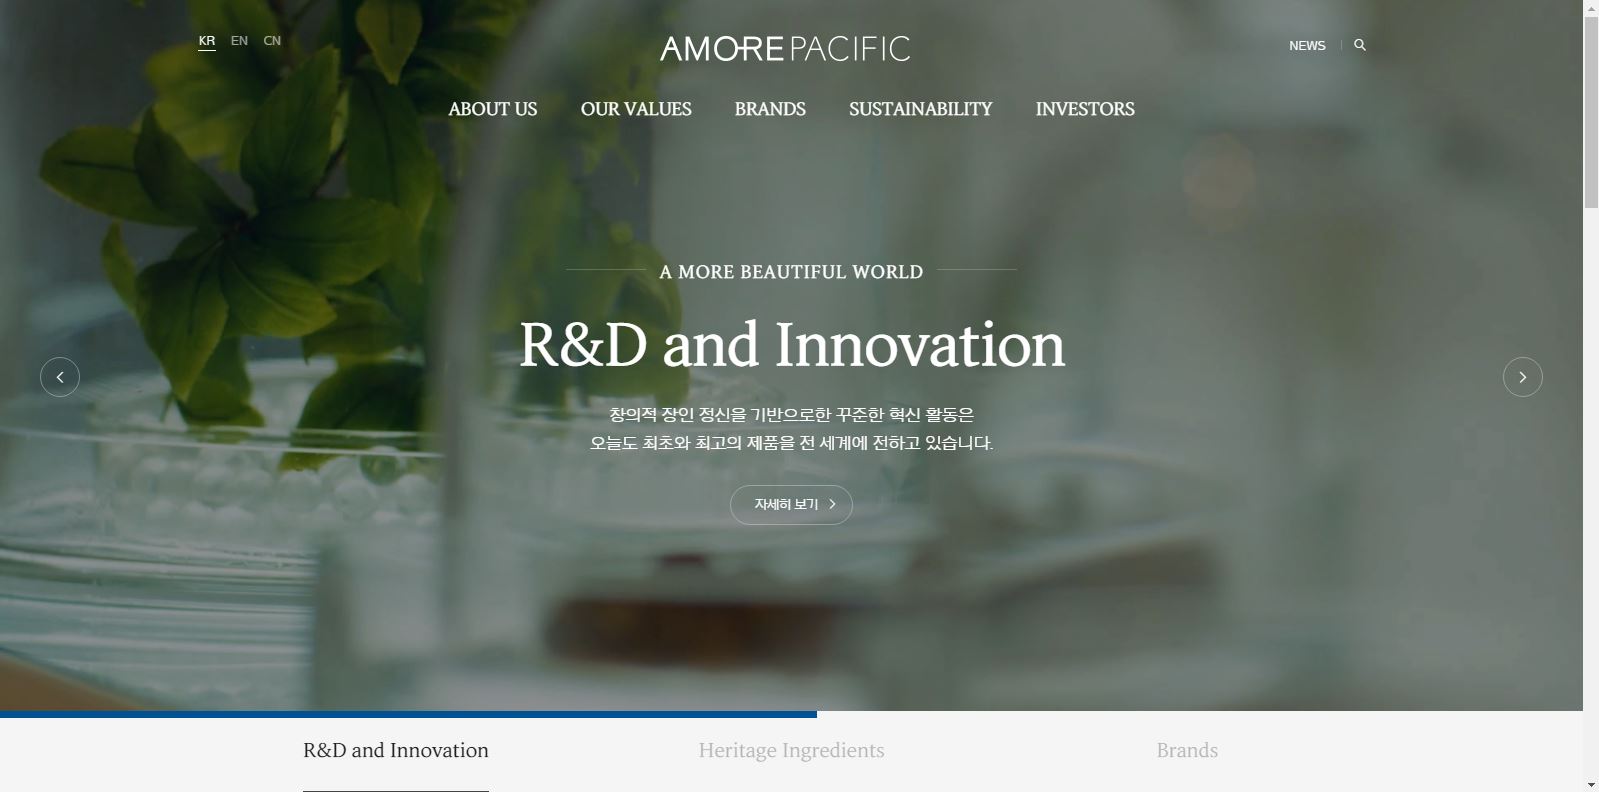 KR EN CN
AMOREPACIFIC
NEWS
ABOUT US OUR VALUES BRANDS SUSTAINABILITY INVESTORS
A MORE BEAUTIFUL WORLD
R&D and Innovation
창의적 장인 정신을 기반으로한 꾸준한 혁신 활동은
오늘도 최초와 최고의 제품을 전 세계에 전하고 있습니다.
자세히 보기
R&D and Innovation Heritage Ingredients Brands